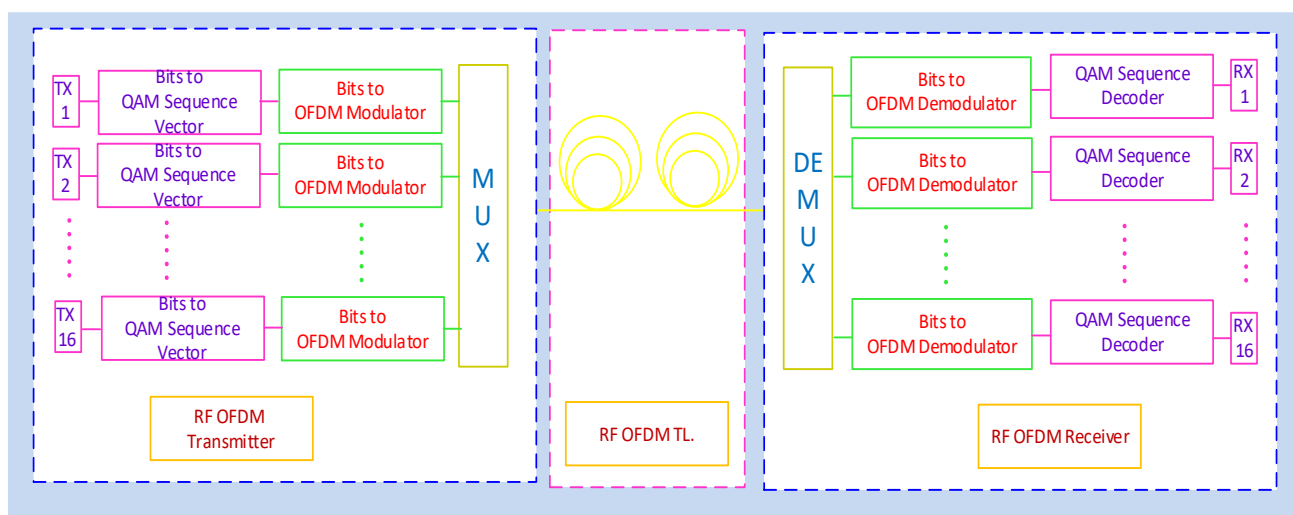 TX
1
Bits to
QAM Sequence
Vector
Bits to
OFDM Modulator
TX
2
Bits to
QAM Sequence
Vector
Bits to
OFDM Modulator
TX
16
Bits to
QAM Sequence
Vector
Bits to
OFDM Modulator
M
U
X
RF OFDM
Transmitter
RF OFDM TL.
DE
M
U
X
Bits to
OFDM Demodulator
QAM Sequence
Decoder
RX
1
Bits to
OFDM Demodulator
QAM Sequence
Decoder
RX
2
Bits to
OFDM Demodulator
QAM Sequence
Decoder
RX
16
RF OFDM Receiver